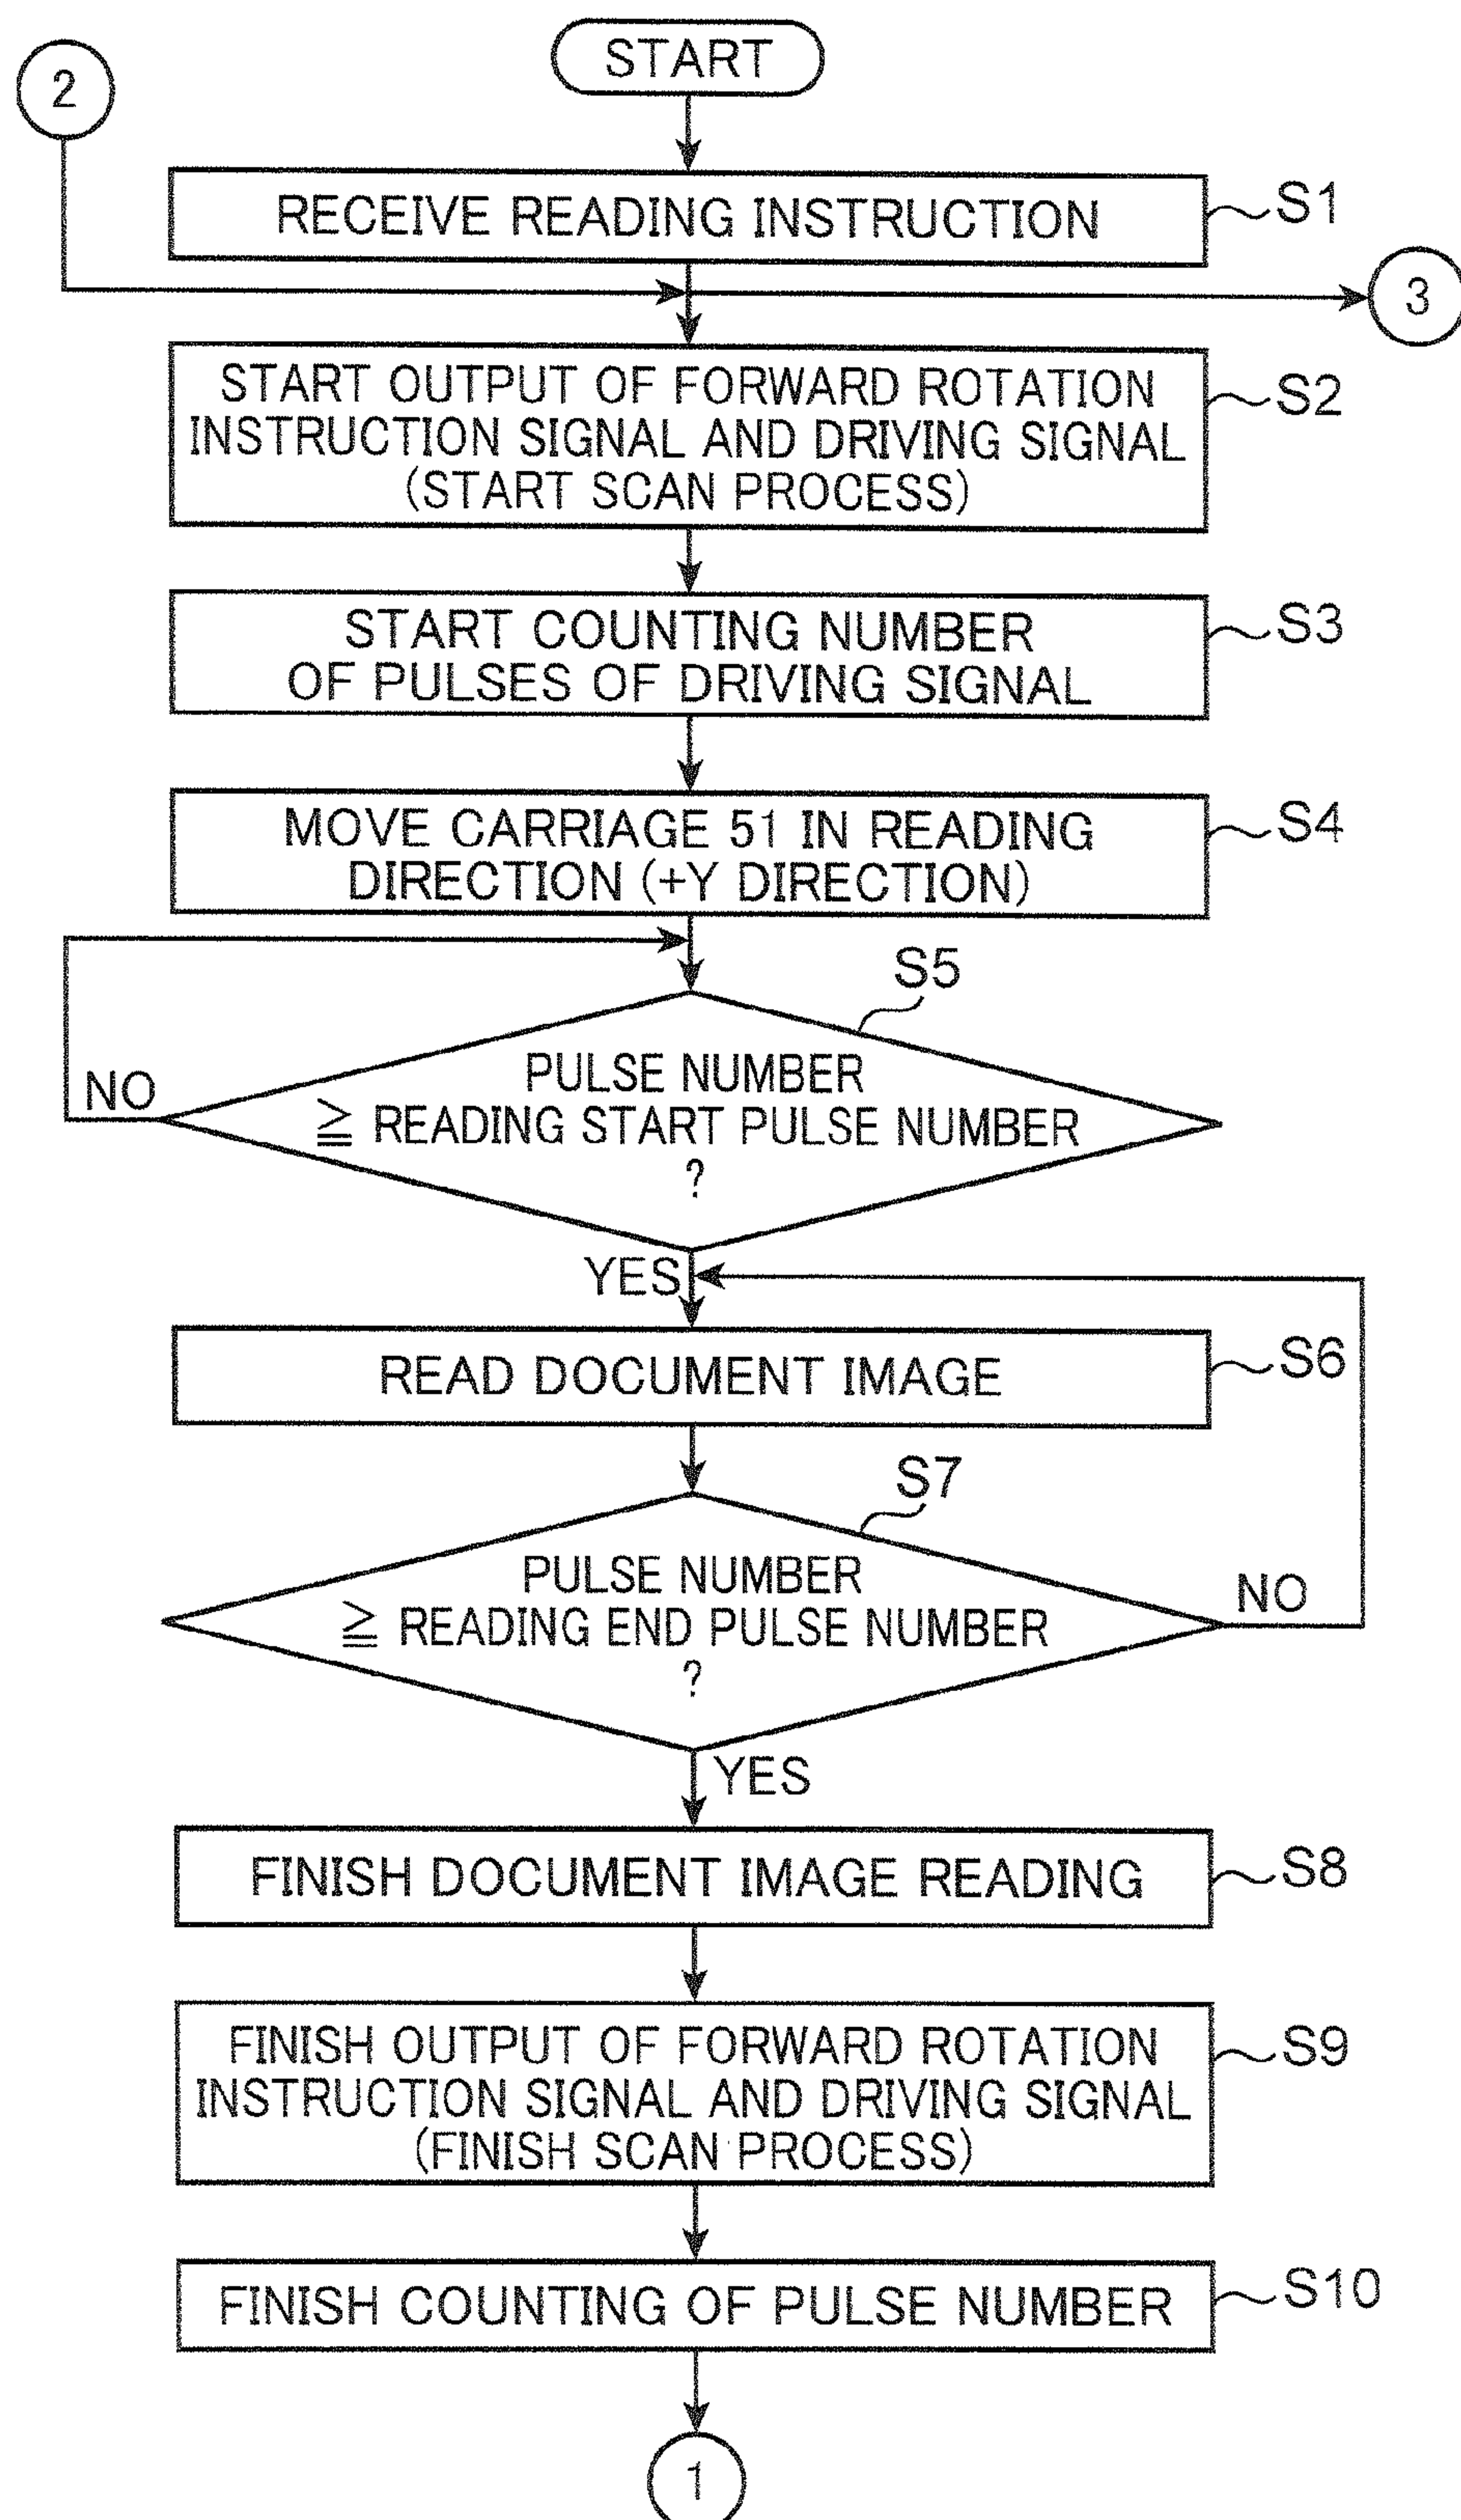 START
2
RECEIVE READING INSTRUCTION
S1
3
START OUTPUT OF FORWARD ROTATION
INSTRUCTION SIGNAL AND DRIVING SIGNAL
(START SCAN PROCESS)
S2
START COUNTING NUMBER
OF PULSES OF DRIVING SIGNAL
S3
MOVE CARRIAGE 51 IN READING
DIRECTION (+Y DIRECTION)
S4
S5
PULSE NUMBER
≧ READING START PULSE NUMBER
?
NO
YES
READ DOCUMENT IMAGE
S6
S7
PULSE NUMBER
≧ READING END PULSE NUMBER
?
NO
YES
FINISH DOCUMENT IMAGE READING
S8
FINISH OUTPUT OF FORWARD ROTATION
INSTRUCTION SIGNAL AND DRIVING SIGNAL
(FINISH SCAN PROCESS)
S9
FINISH COUNTING OF PULSE NUMBER
S10
1